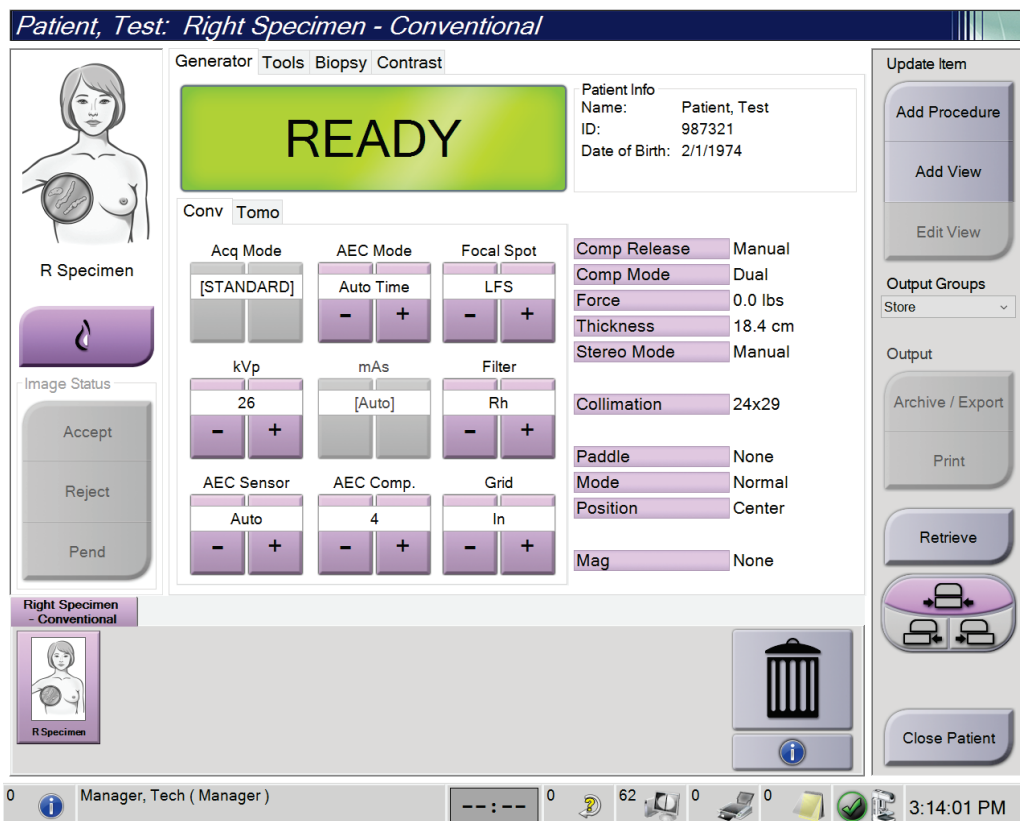 Patient, Test: Right Specimen - Conventional
Generator Tools Biopsy Contrast
READY
Patient Info
Name: Patient, Test
ID: 987321
Date of Birth: 2/1/1974
R Specimen
Image Status
Accept
Reject
Pend
Conv Tomo
Acq Mode AEC Mode Focal Spot
[STANDARD] Auto Time LFS
- + - +
kVp mAs Filter
26 [Auto] Rh
- + - +
AEC Sensor AEC Comp. Grid
Auto 4 In
- + - + - +
Comp Release Manual
Comp Mode Dual
Force 0.0 lbs
Thickness 18.4 cm
Stereo Mode Manual
Collimation 24x29
Paddle None
Mode Normal
Position Center
Mag None
Update Item
Add Procedure
Add View
Edit View
Output Groups
Store
Output
Archive / Export
Print
Retrieve
Close Patient
Right Specimen
- Conventional
R Specimen
0 Manager, Tech ( Manager ) --:-- 0 62 0 0 3:14:01 PM